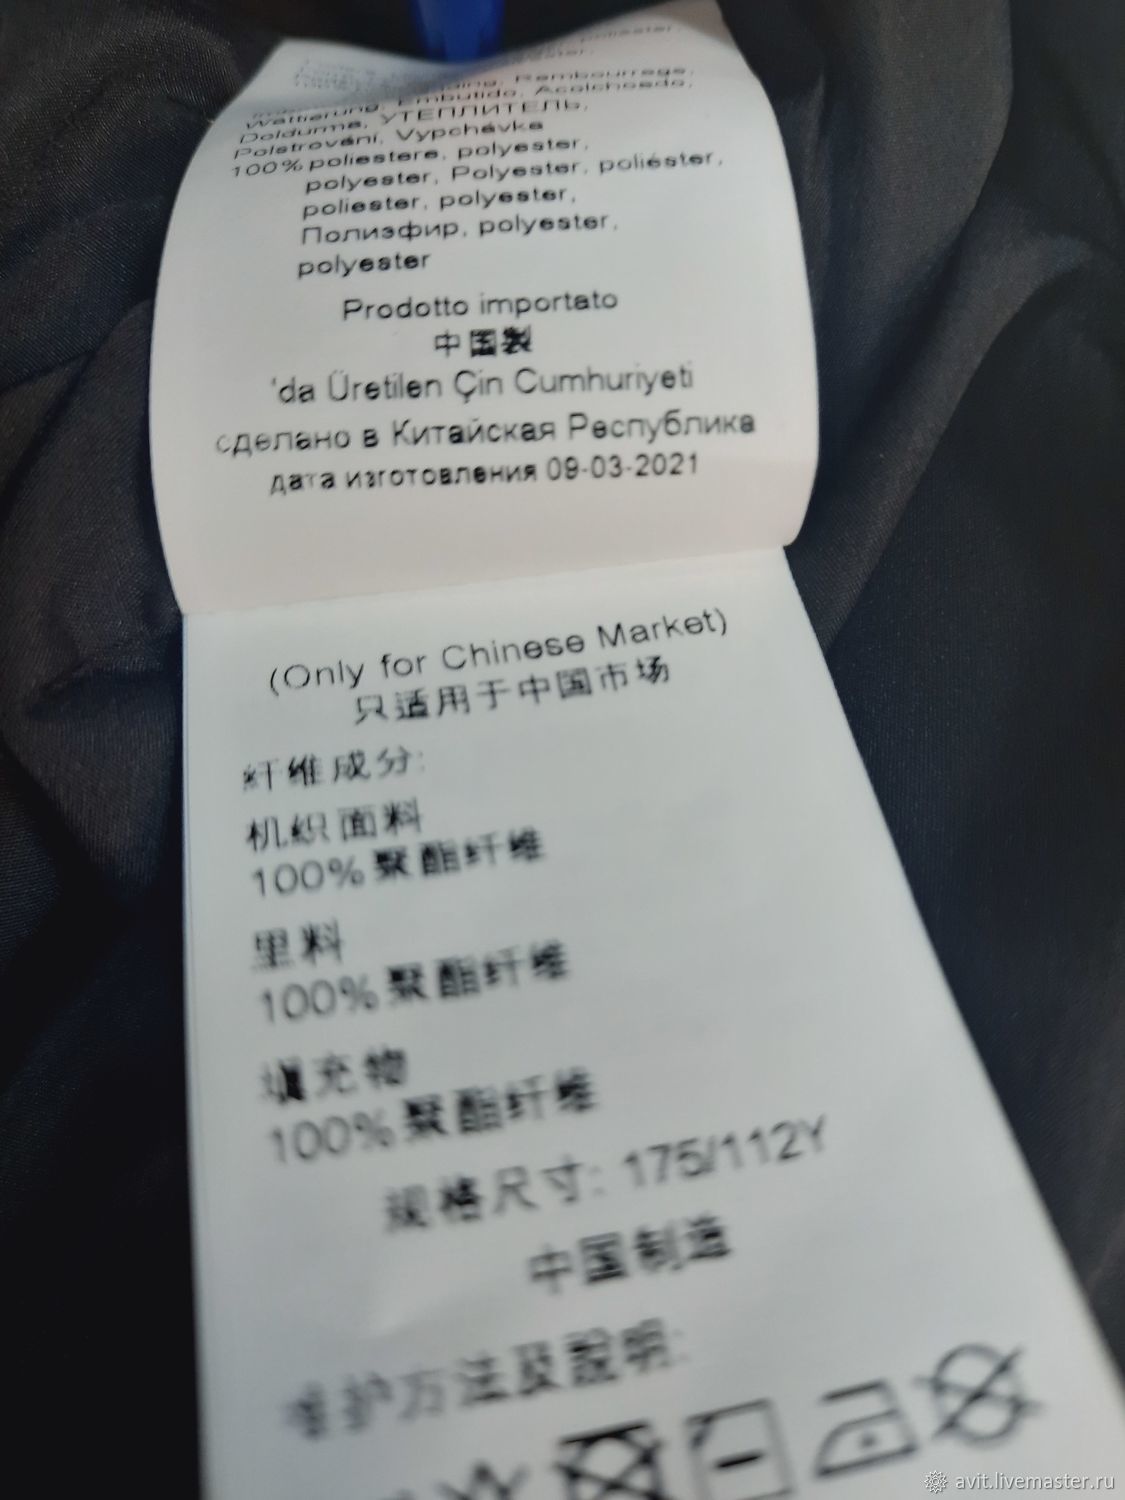 Wattierung, Embutido, Acolchoado,
Doldurma, УТЕПЛИТЕЛЬ,
Polstrování, Vypchávka
100% poliestere, polyester,
polyester, Polyester, poliéster,
poliester, polyester,
Полиэфир, polyester,
polyester
Prodotto importato
中国製
'da Üretilen Çin Cumhuriyeti
сделано в Китайская Республика
дата изготовления 09-03-2021
(Only for Chinese Market)
只适用于中国市场
纤维成分:
机织面料
100% 聚酯纤维
里料
100% 聚酯纤维
填充物
100% 聚酯纤维
规格尺寸: 175/112Y
中国制造
维护方法及說明:
avit.livemaster.ru